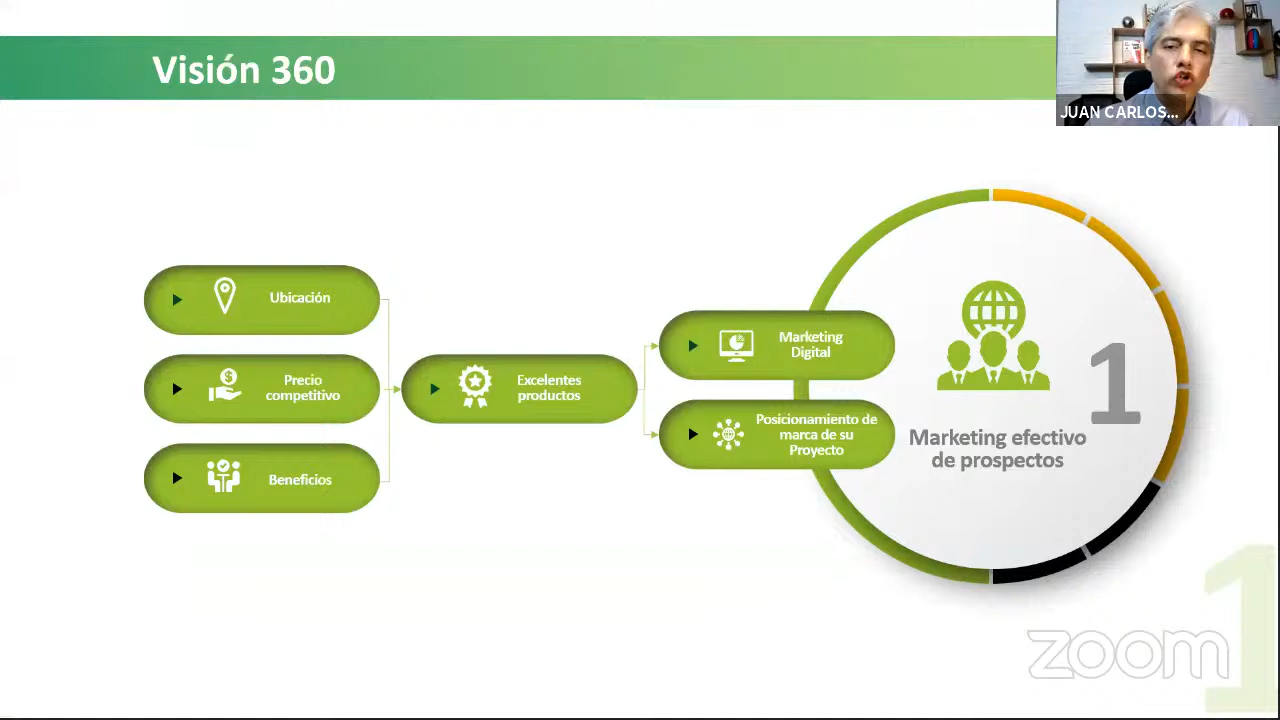 Visión 360
JUAN CARLOS...
Ubicación
Precio
competitivo
Beneficios
Excelentes
productos
Marketing
Digital
Posicionamiento de
marca de su
Proyecto
1
Marketing efectivo
de prospectos
1
zoom